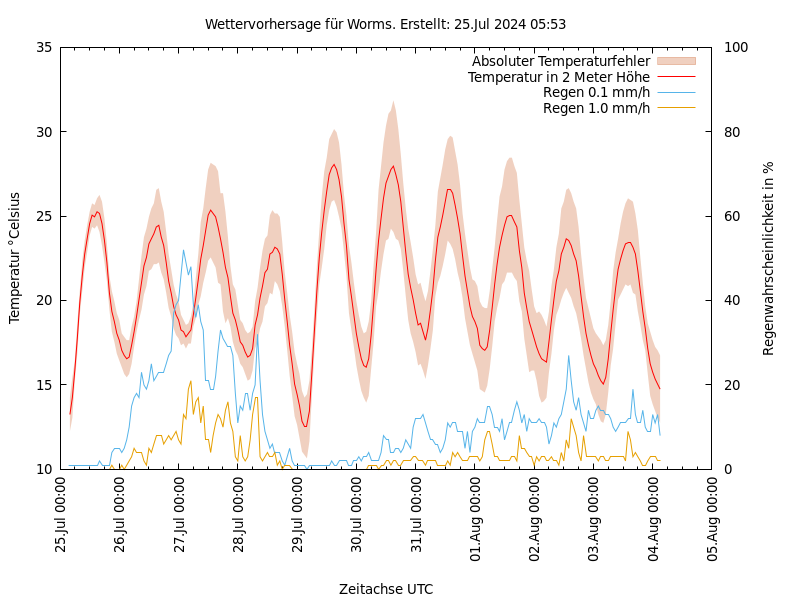 Wettervorhersage für Worms. Erstellt: 25.Jul 2024 05:53
Absoluter Temperaturfehler
Temperatur in 2 Meter Höhe
Regen 0.1 mm/h
Regen 1.0 mm/h
Temperatur °Celsius
35
30
25
20
15
10
100
80
60
40
20
0
Regenwahrscheinlichkeit in %
25.Jul 00:00
26.Jul 00:00
27.Jul 00:00
28.Jul 00:00
29.Jul 00:00
30.Jul 00:00
31.Jul 00:00
01.Aug 00:00
02.Aug 00:00
03.Aug 00:00
04.Aug 00:00
05.Aug 00:00
Zeitachse UTC